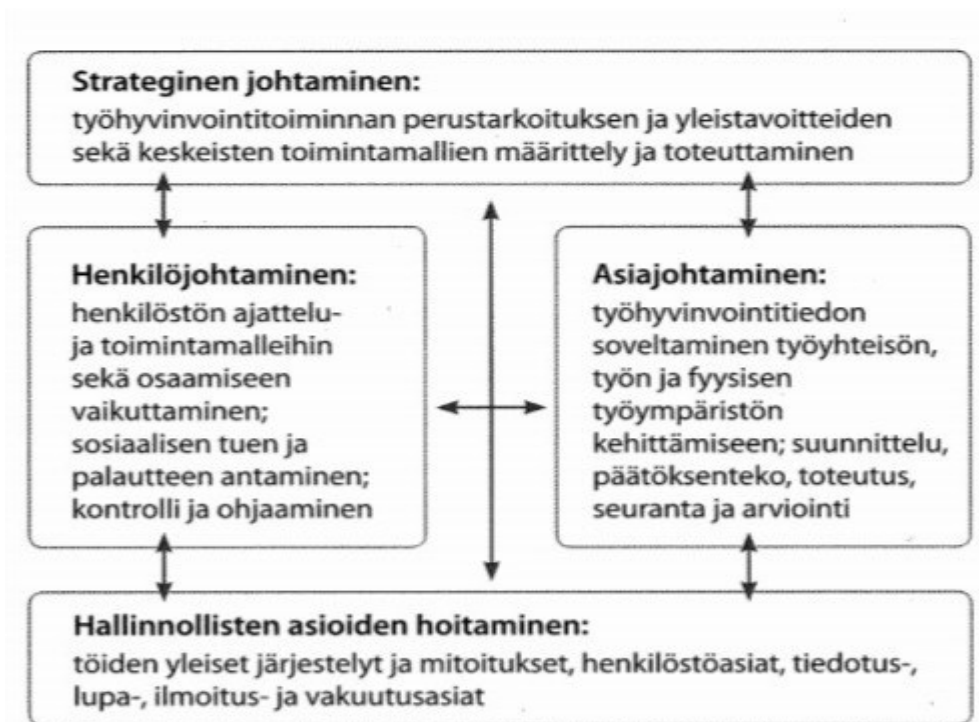 Strateginen johtaminen:
työhyvinvointitoiminnan perustarkoituksen ja yleistavoitteiden
sekä keskeisten toimintamallien määrittely ja toteuttaminen
Henkilöjohtaminen:
henkilöstön ajattelu-
ja toimintamalleihin
sekä osaamiseen
vaikuttaminen;
sosiaalisen tuen ja
palautteen antaminen;
kontrolli ja ohjaaminen
Asiajohtaminen:
työhyvinvointitiedon
soveltaminen työyhteisön,
työn ja fyysisen
työympäristön
kehittämiseen; suunnittelu,
päätöksenteko, toteutus,
seuranta ja arviointi
Hallinnollisten asioiden hoitaminen:
töiden yleiset järjestelyt ja mitoitukset, henkilöstöasiat, tiedotus-,
lupa-, ilmoitus- ja vakuutusasiat